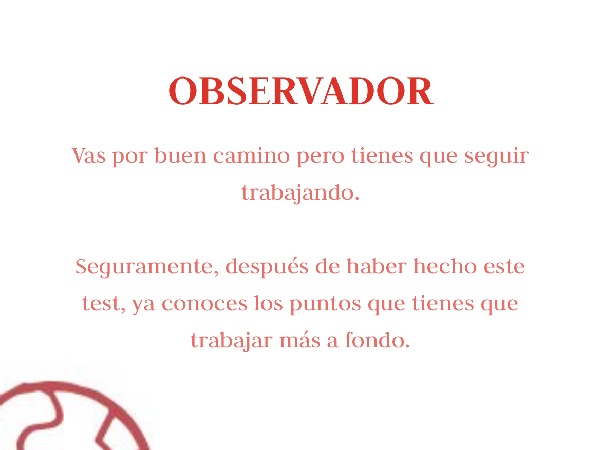 OBSERVADOR
Vas por buen camino pero tienes que seguir
trabajando.
Seguramente, después de haber hecho este
test, ya conoces los puntos que tienes que
trabajar más a fondo.